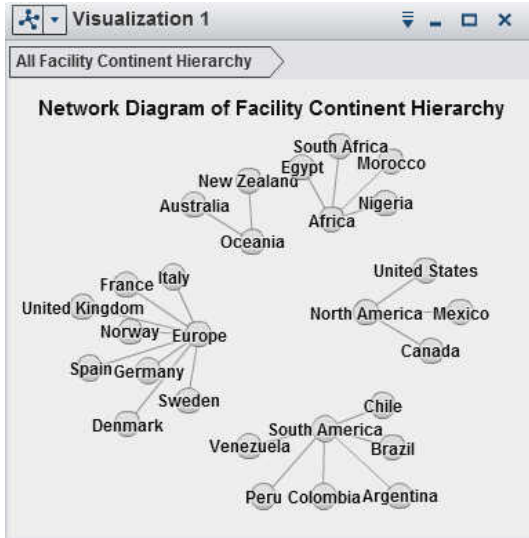 Visualization 1
All Facility Continent Hierarchy
Network Diagram of Facility Continent Hierarchy
South Africa
Egypt
Morocco
New Zealand
Australia
Nigeria
Africa
Oceania
United States
Italy
France
United Kingdom
North America
Mexico
Norway
Europe
Canada
Spain
Germany
Sweden
Chile
Denmark
South America
Venezuela
Brazil
Peru
Colombia
Argentina